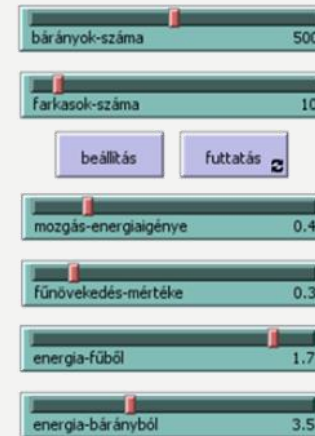 bárányok-száma 500
farkasok-száma 10
beállítás futtatás
mozgás-energiaigénye 0.4
fűnövekedés-mértéke 0.3
energia-fűből 1.7
energia-bárányból 3.5